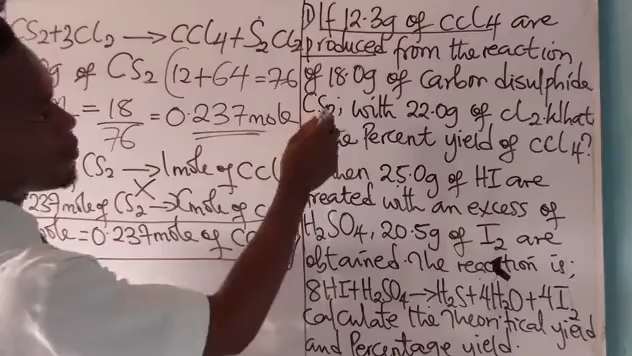 CS2+3Cl2 → CCl4+S2Cl2
of CS2 (12+64=76
= 18/76 = 0.237mole
CS2 → 1mole of CC
237mole of CS2 → Xmole of C
mole=0.237mole of CC
1) If 12.3g of CCl4 are
produced from the reaction
of 18.0g of Carbon disulphide
CS2; with 22.0g of Cl2. What
Percent yield of CCl4?
25.0g of HI are
treated with an excess of
H2SO4, 20.5g of I2 are
obtained. The reaction is;
8HI+H2SO4→H2S+4H2O+4I2
Calculate the Theoritical yield
and Percentage yield.